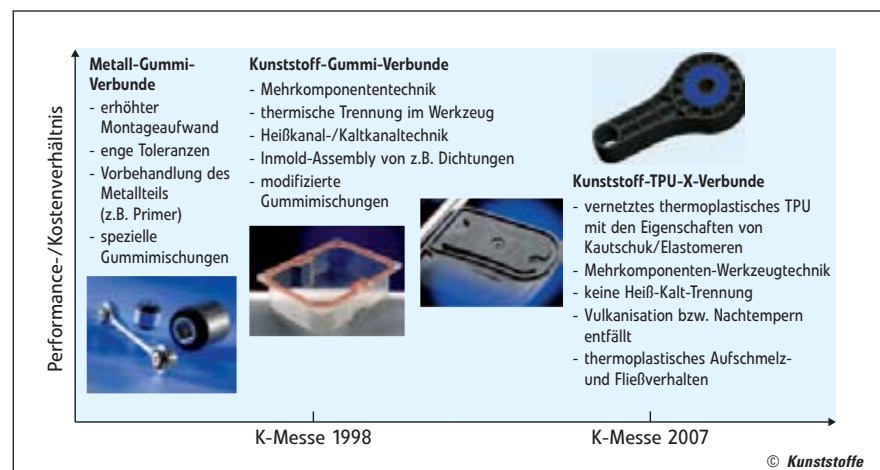 Performance-/Kostenverhältnis
Metall-Gummi-
Verbunde
- erhöhter
Montageaufwand
- enge Toleranzen
- Vorbehandlung des
Metallteils
(z.B. Primer)
- spezielle
Gummimischungen
Kunststoff-Gummi-Verbunde
- Mehrkomponententechnik
- thermische Trennung im Werkzeug
- Heißkanal-/Kaltkanaltechnik
- Inmold-Assembly von z.B. Dichtungen
- modifizierte
Gummimischungen
Kunststoff-TPU-X-Verbunde
- vernetztes thermoplastisches TPU
mit den Eigenschaften von
Kautschuk/Elastomeren
- Mehrkomponenten-Werkzeugtechnik
- keine Heiß-Kalt-Trennung
- Vulkanisation bzw. Nachtempern
entfällt
- thermoplastisches Aufschmelz-
und Fließverhalten
K-Messe 1998
K-Messe 2007
© Kunststoffe